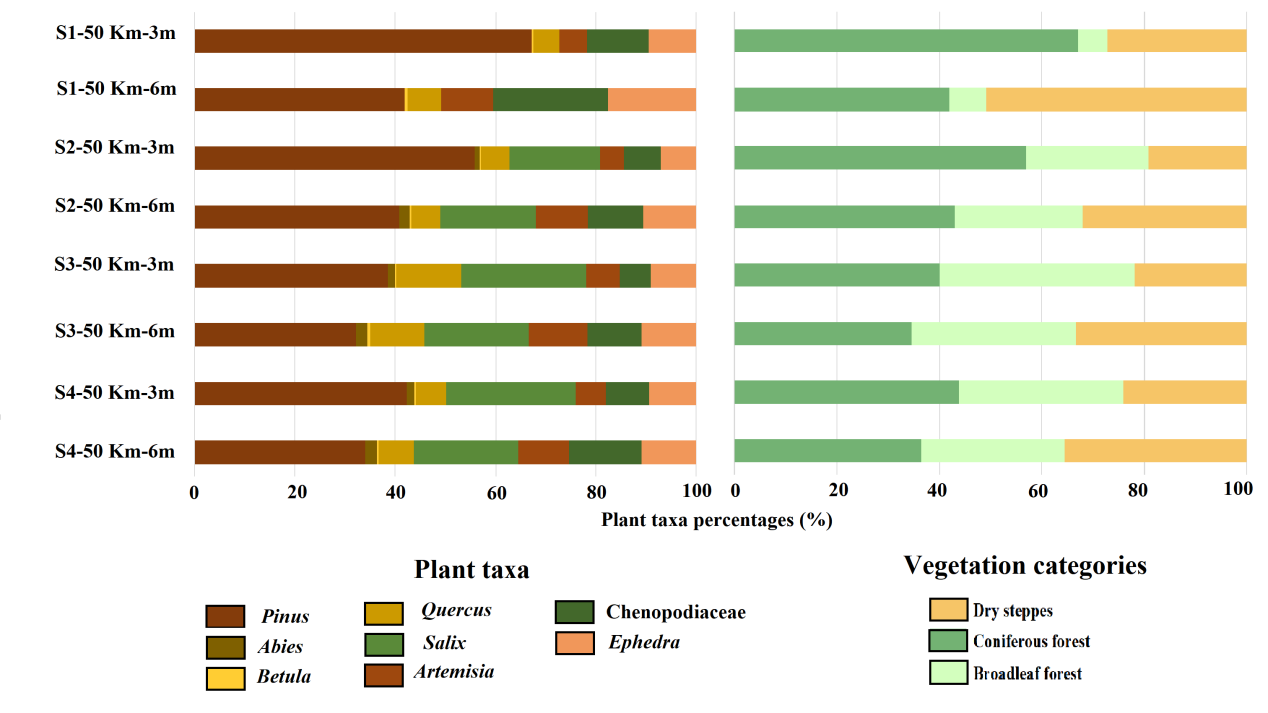 S1-50 Km-3m
S1-50 Km-6m
S2-50 Km-3m
S2-50 Km-6m
S3-50 Km-3m
S3-50 Km-6m
S4-50 Km-3m
S4-50 Km-6m
0 20 40 60 80 100
0 20 40 60 80 100
Plant taxa percentages (%)
Plant taxa
Pinus
Abies
Betula
Quercus
Salix
Artemisia
Chenopodiaceae
Ephedra
Vegetation categories
Dry steppes
Coniferous forest
Broadleaf forest